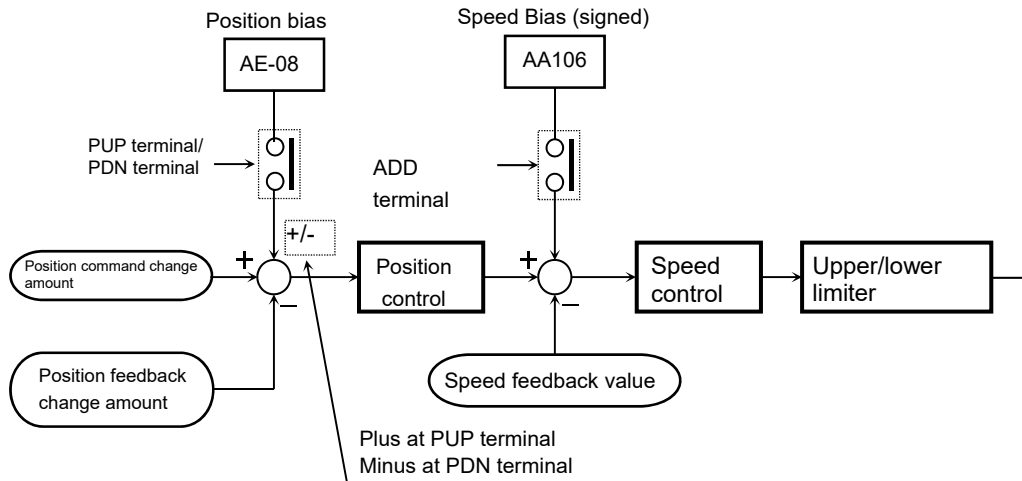 Position bias
Speed Bias (signed)
AE-08
AA106
PUP terminal/
PDN terminal
ADD
terminal
+/-
+
Position command change
amount
Position
control
+
Speed
control
Upper/lower
limiter
−
−
Position feedback
change amount
Speed feedback value
Plus at PUP terminal
Minus at PDN terminal